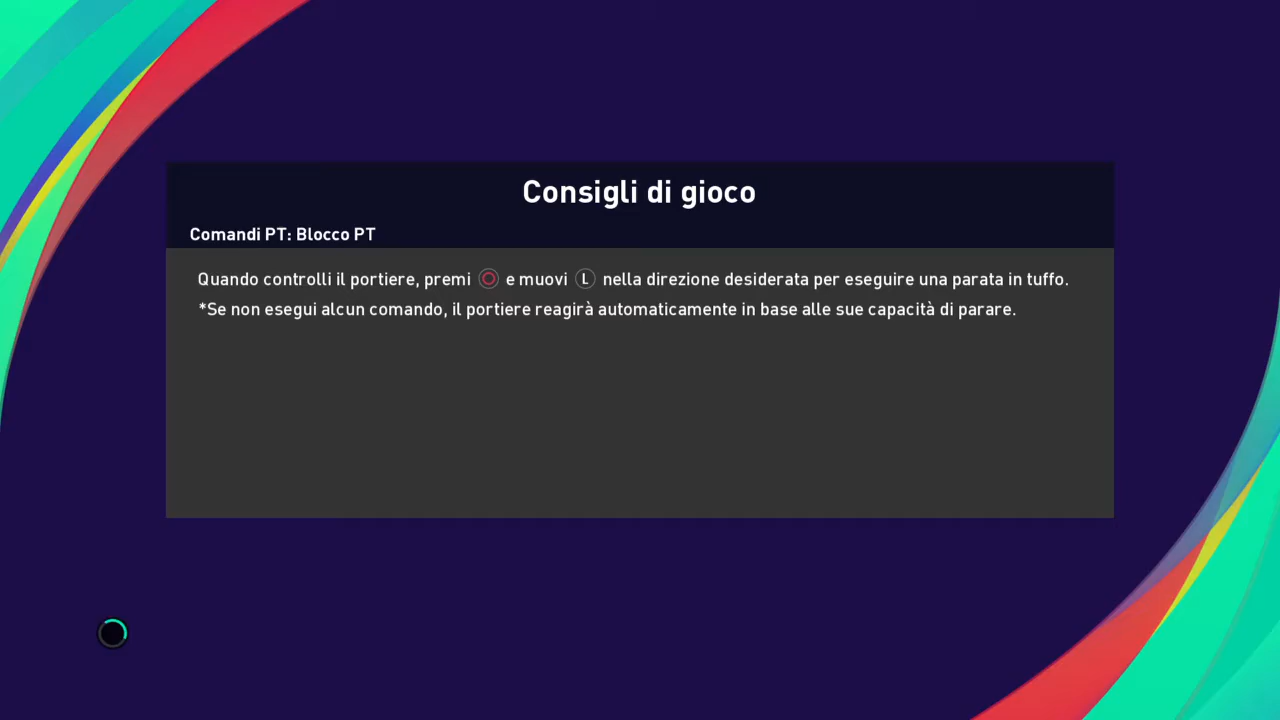 Consigli di gioco
Comandi PT: Blocco PT
Quando controlli il portiere, premi ◯ e muovi L nella direzione desiderata per eseguire una parata in tuffo.
*Se non esegui alcun comando, il portiere reagirà automaticamente in base alle sue capacità di parare.